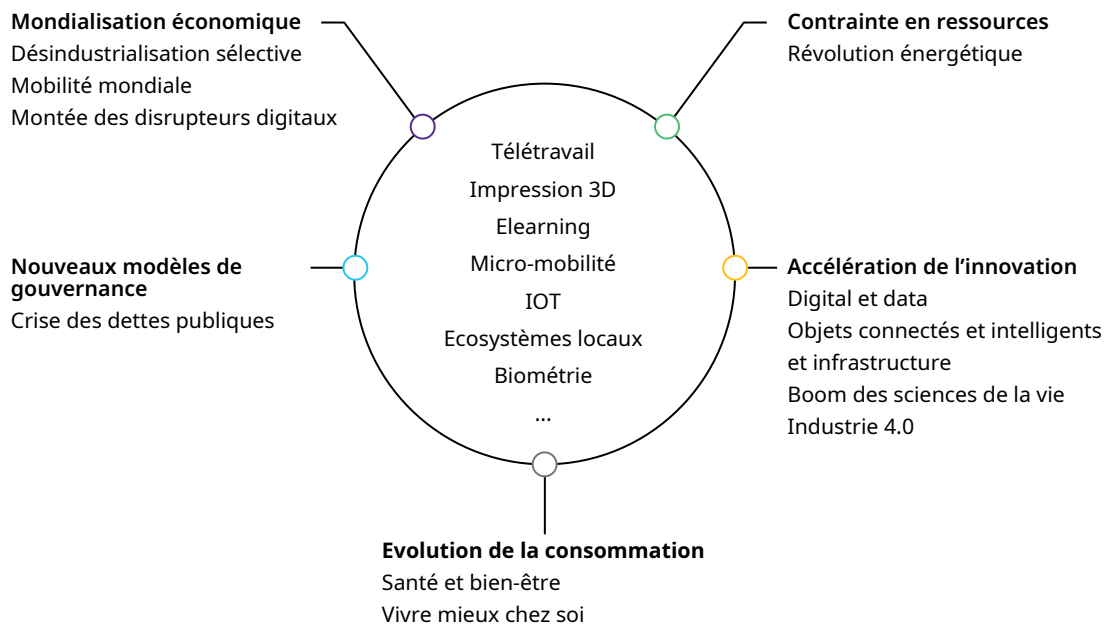 Mondialisation économique
Désindustrialisation sélective
Mobilité mondiale
Montée des disrupteurs digitaux
Contrainte en ressources
Révolution énergétique
Télétravail
Impression 3D
Elearning
Micro-mobilité
IOT
Ecosystèmes locaux
Biométrie
...
Nouveaux modèles de
gouvernance
Crise des dettes publiques
Accélération de l’innovation
Digital et data
Objets connectés et intelligents
et infrastructure
Boom des sciences de la vie
Industrie 4.0
Evolution de la consommation
Santé et bien-être
Vivre mieux chez soi